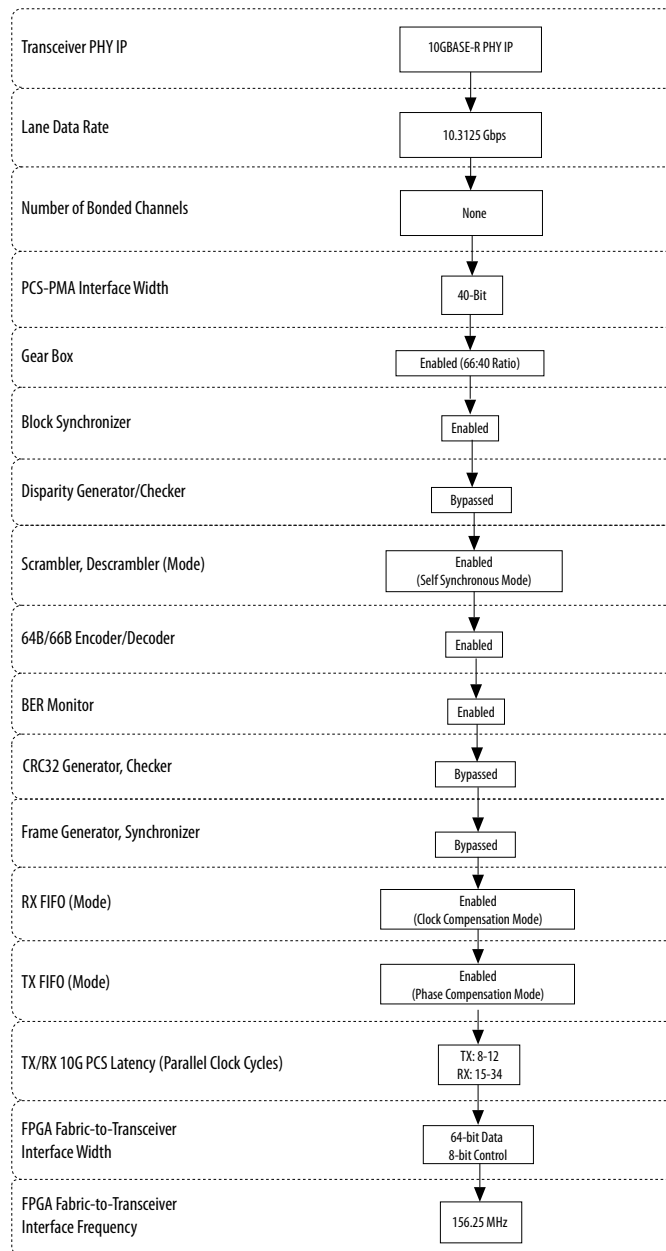 Transceiver PHY IP
10GBASE-R PHY IP
Lane Data Rate
10.3125 Gbps
Number of Bonded Channels
None
PCS-PMA Interface Width
40-Bit
Gear Box
Enabled (66:40 Ratio)
Block Synchronizer
Enabled
Disparity Generator/Checker
Bypassed
Scrambler, Descrambler (Mode)
Enabled
(Self Synchronous Mode)
64B/66B Encoder/Decoder
Enabled
BER Monitor
Enabled
CRC32 Generator, Checker
Bypassed
Frame Generator, Synchronizer
Bypassed
RX FIFO (Mode)
Enabled
(Clock Compensation Mode)
TX FIFO (Mode)
Enabled
(Phase Compensation Mode)
TX/RX 10G PCS Latency (Parallel Clock Cycles)
TX: 8-12
RX: 15-34
FPGA Fabric-to-Transceiver
Interface Width
64-bit Data
8-bit Control
FPGA Fabric-to-Transceiver
Interface Frequency
156.25 MHz